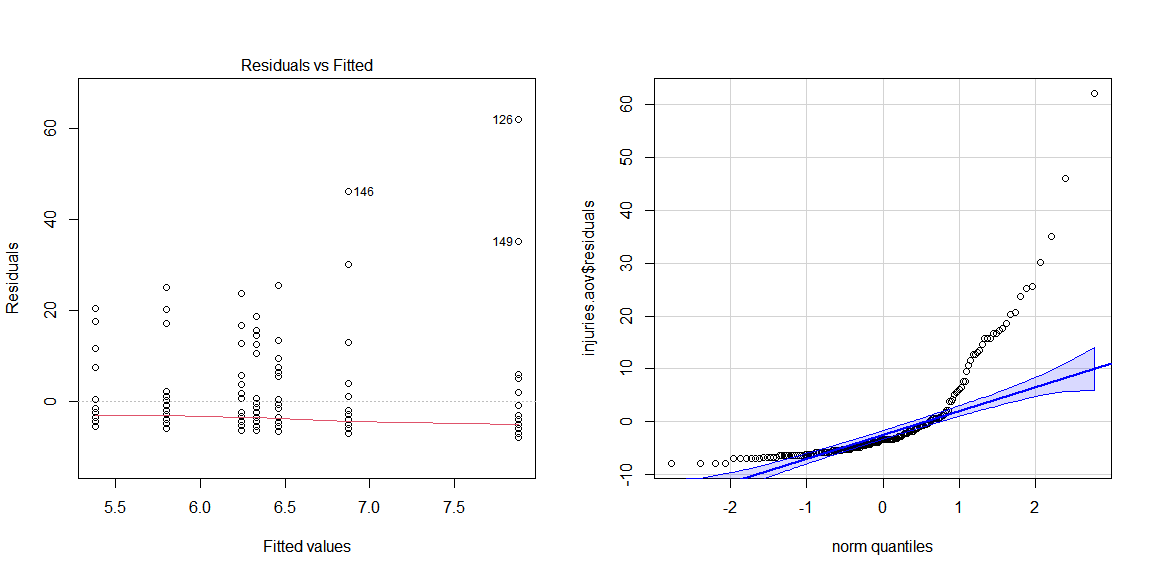 Residuals vs Fitted
Residuals
60
40
20
0
126
146
149
5.5 6.0 6.5 7.0 7.5
Fitted values
injuries.aov$residuals
60
50
40
30
20
10
0
-10
-2 -1 0 1 2
norm quantiles